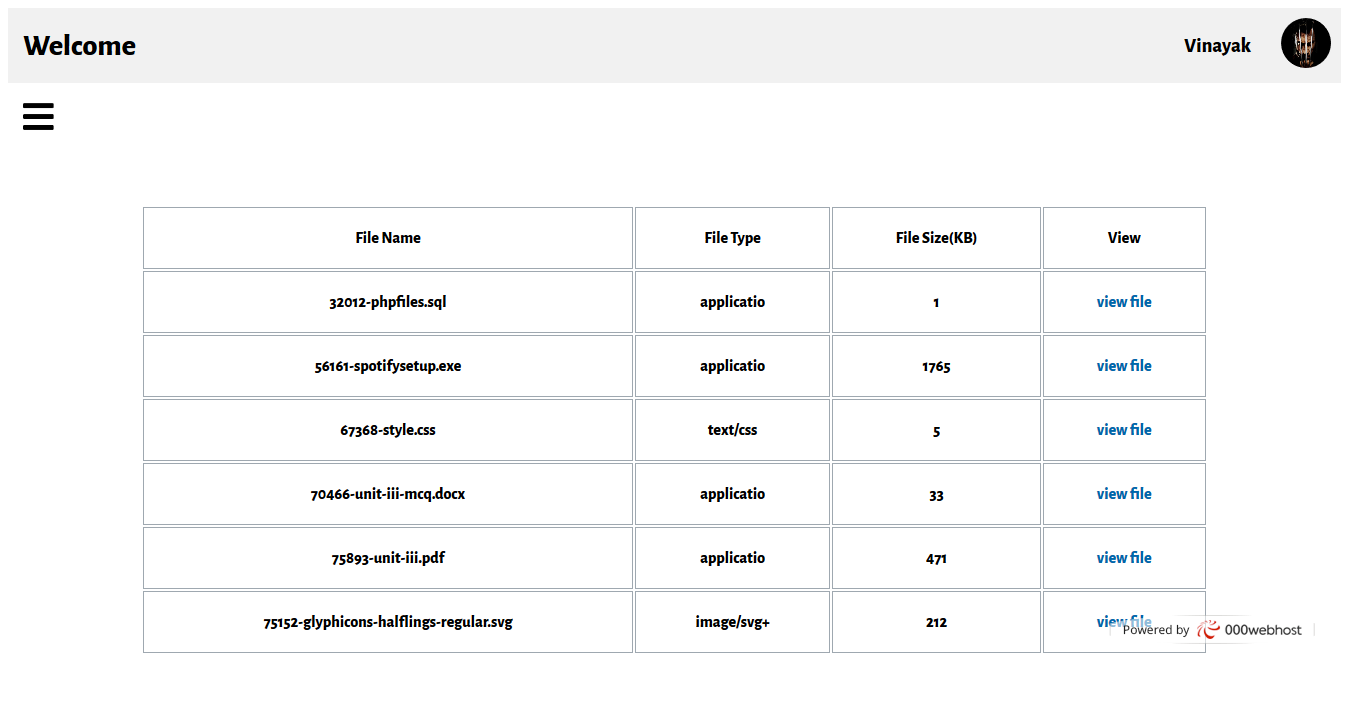 Welcome
Vinayak
File Name File Type File Size(KB) View
32012-phpfiles.sql applicatio 1 view file
56161-spotifysetup.exe applicatio 1765 view file
67368-style.css text/css 5 view file
70466-unit-iii-mcq.docx applicatio 33 view file
75893-unit-iii.pdf applicatio 471 view file
75152-glyphicons-halflings-regular.svg image/svg+ 212 view file
Powered by 000webhost